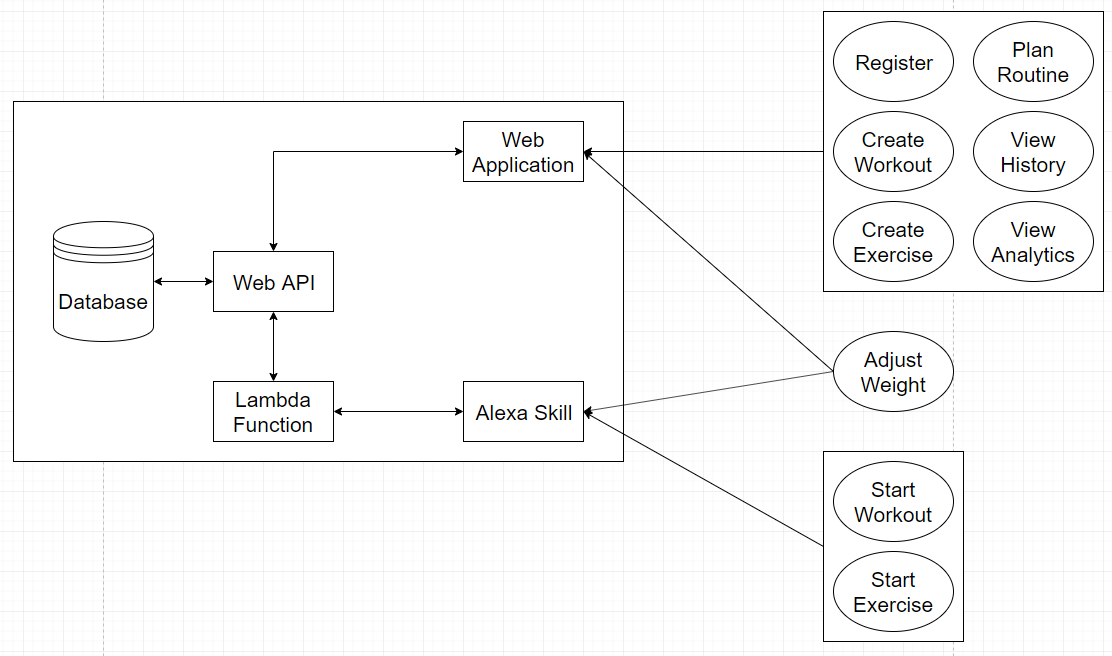 Web
Application
Database
Web API
Lambda
Function
Alexa Skill
Register
Plan
Routine
Create
Workout
View
History
Create
Exercise
View
Analytics
Adjust
Weight
Start
Workout
Start
Exercise